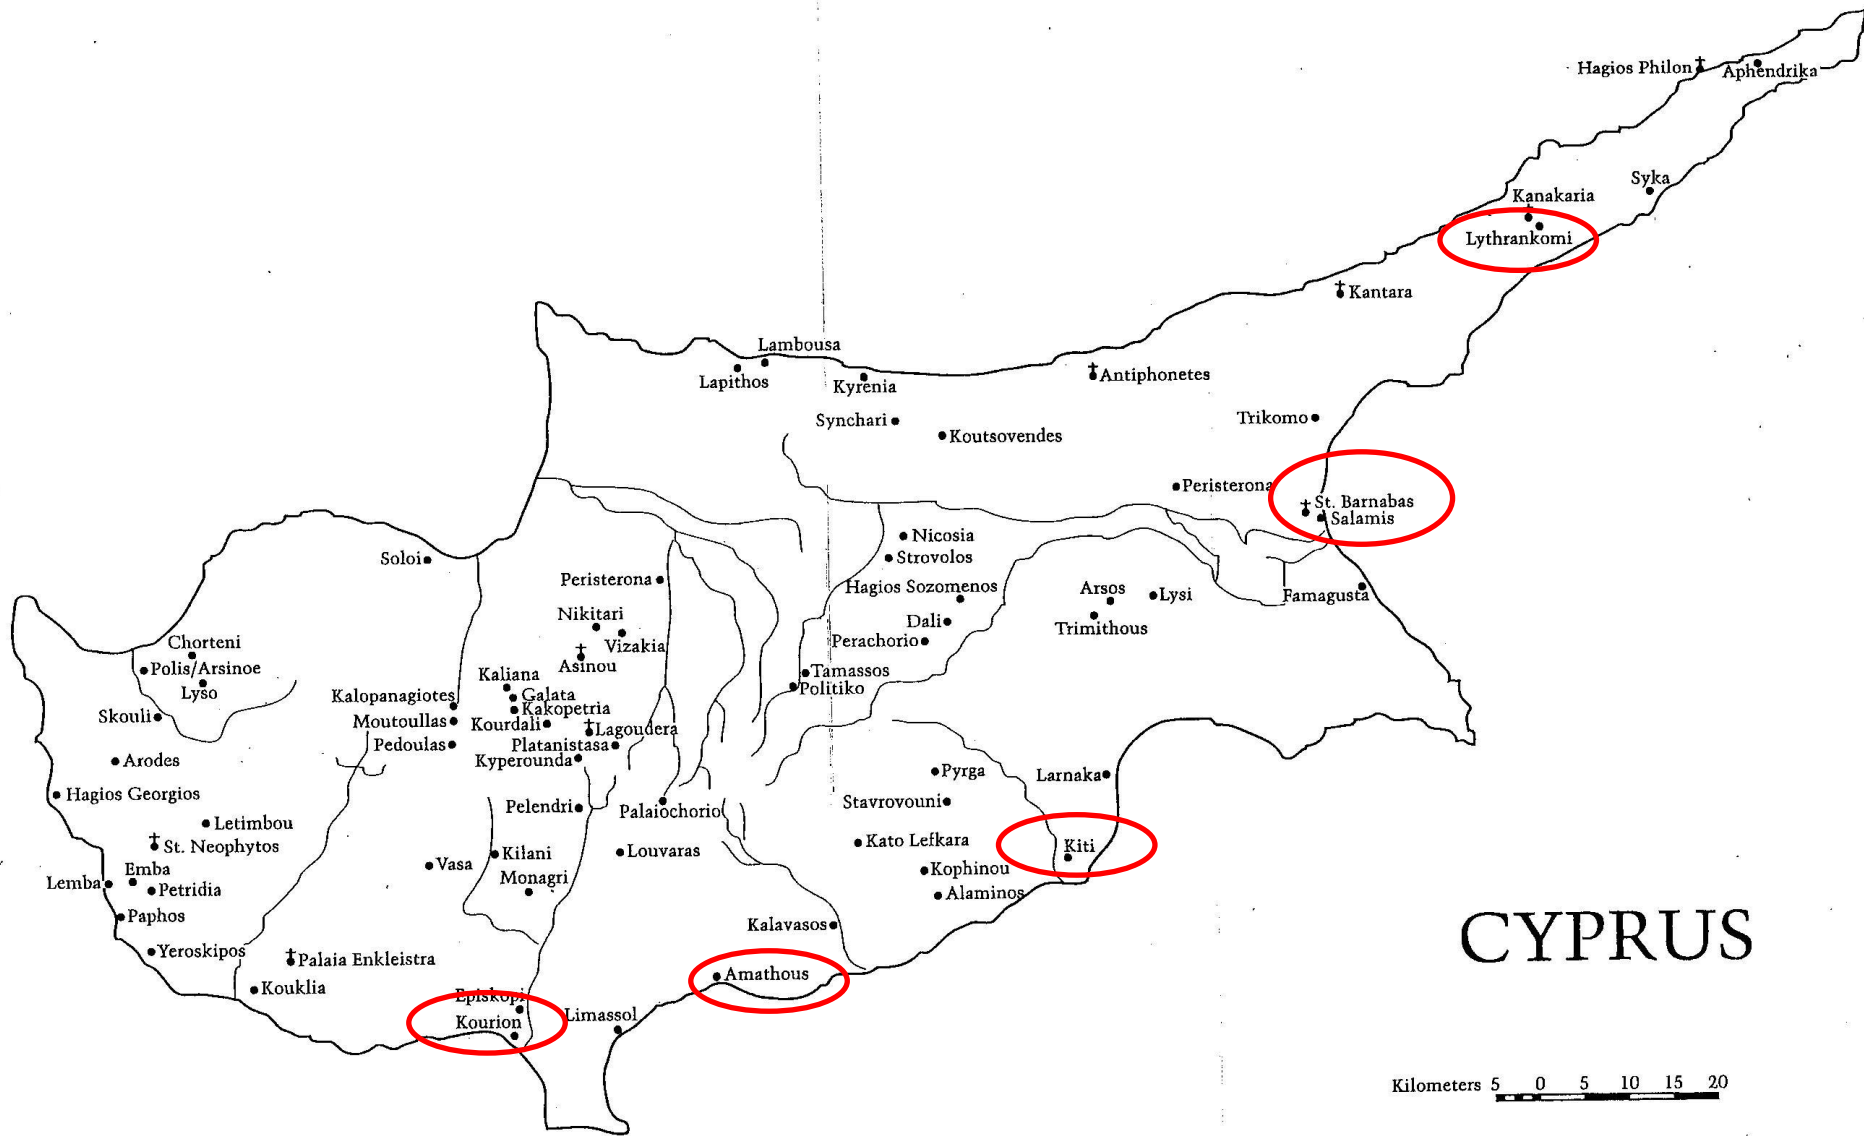 Hagios Philon
Aphendrika
Syka
Kanakaria
Lythrankomi
Kantara
Lambousa
Lapithos
Kyrenia
Antiphonetes
Synchari
Koutsovendes
Trikomo
Peristerona
St. Barnabas
Salamis
Nicosia
Strovolos
Soloi
Peristerona
Hagios Sozomenos
Arsos
Lysi
Famagusta
Nikitari
Dali
Trimithous
Vizakia
Perachorio
Chorteni
Asinou
Polis/Arsinoe
Lyso
Kaliana
Tamassos
Politiko
Kalopanagiotes
Galata
Kakopetria
Skouli
Moutoullas
Kourdali
Lagoudera
Pedoulas
Platanistasa
Kyperounda
Arodes
Pyrga
Larnaka
Hagios Georgios
Pelendri
Palaiochorio
Stavrovouni
Letimbou
St. Neophytos
Kato Lefkara
Kiti
Vasa
Kilani
Louvaras
Emba
Lemba
Petridia
Monagri
Kophinou
Alaminos
Paphos
Kalavasos
CYPRUS
Yeroskipos
Palaia Enkleistra
Amathous
Kouklia
Episkopi
Kourion
Limassol
Kilometers 5 0 5 10 15 20